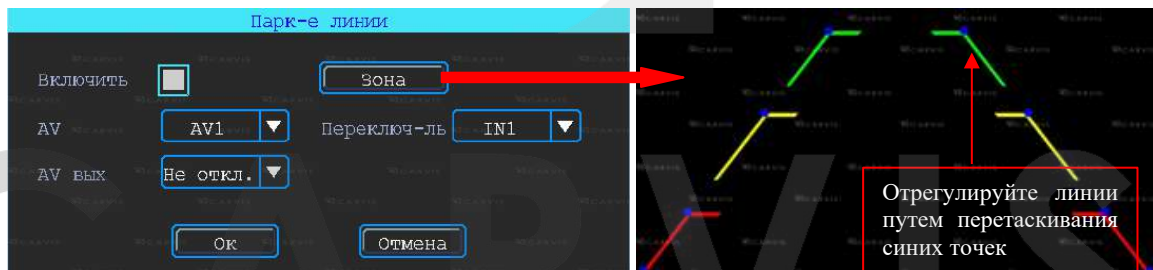 Парк-е линии
Включить
Зона
AV
AV1
Переключ-ль
IN1
AV вых
Не откл.
Ок
Отмена
Отрегулируйте линии
путем перетаскивания
синих точек
CARVIS